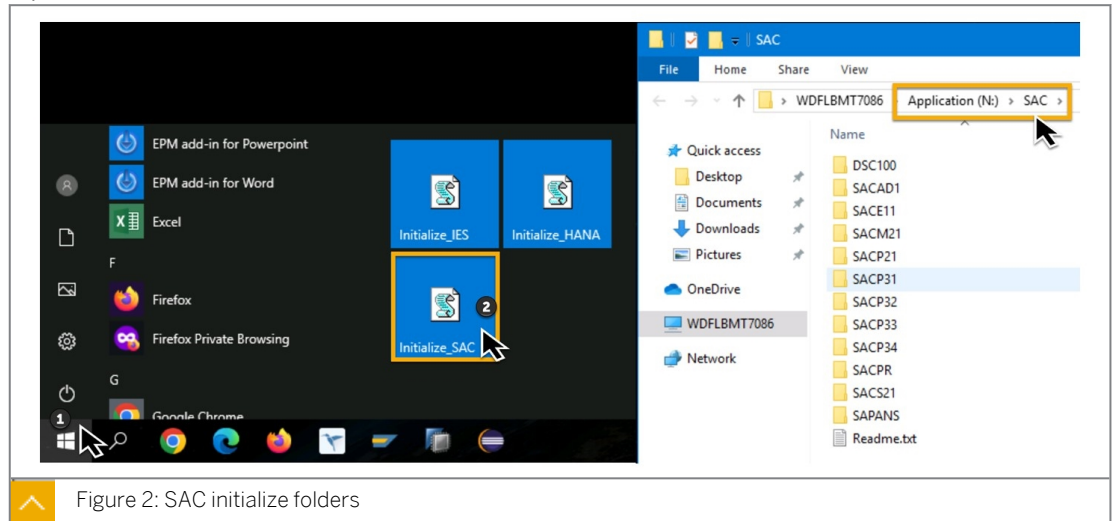 EPM add-in for Powerpoint
EPM add-in for Word
Excel
F
Firefox
Firefox Private Browsing
G
Google Chrome
1
Initialize_IES
Initialize_HANA
Initialize_SAC
2
SAC
File Home Share View
WDFLBMT7086 Application (N:) > SAC >
Quick access
Desktop
Documents
Downloads
Pictures
OneDrive
WDFLBMT7086
Network
Name
DSC100
SACAD1
SACE11
SACM21
SACP21
SACP31
SACP32
SACP33
SACP34
SACPR
SACS21
SAPANS
Readme.txt
Figure 2: SAC initialize folders